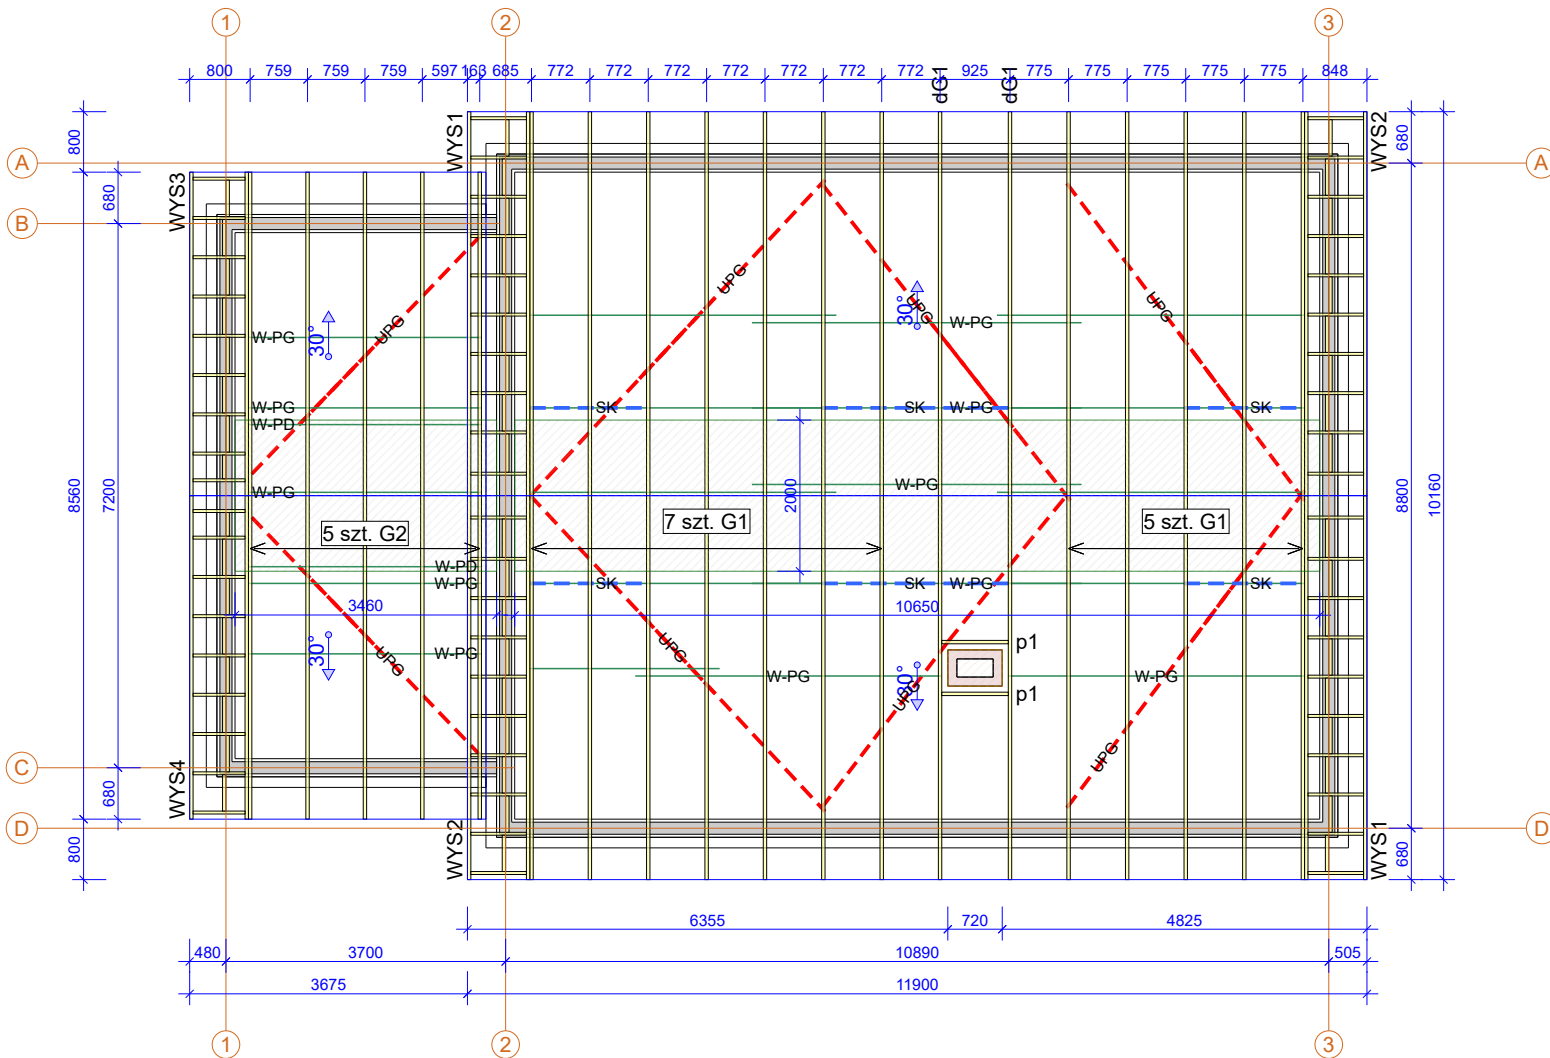 1 2 3
800 759 759 759 597 163 685 772 772 772 772 772 772 772 925 775 775 775 775 775 848
dG1 dG1
WYS1 WYS2
800 680
A A
WYS3
680
B
UPG UPG UPG
30° 30° UPG
W-PG W-PG
W-PG SK SK W-PG SK
W-PD
W-PG W-PG
8560 7200 2000 8800 10160
5 szt. G2 7 szt. G1 5 szt. G1
W-PD
W-PG SK SK W-PG SK
3460 10650
30° W-PG UPG UPG p1
W-PG 30° UPG p1 W-PG
UPG
WYS4
C
680
D D
800 WYS2 WYS1 680
6355 720 4825
480 3700 10890 505
3675 11900
1 2 3